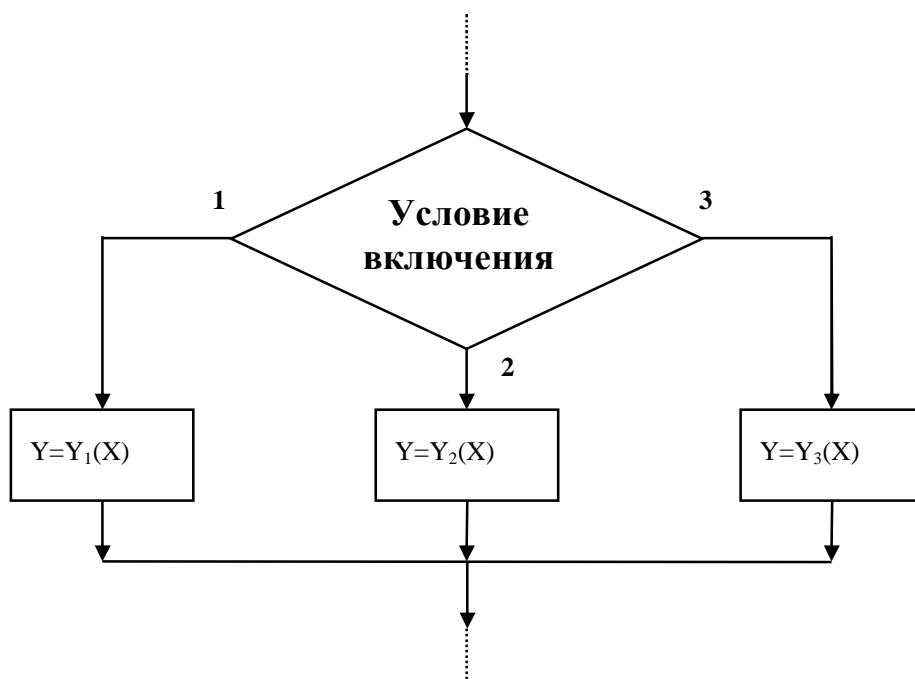 1
3
Условие
включения
2
Y=Y₁(X)
Y=Y₂(X)
Y=Y₃(X)